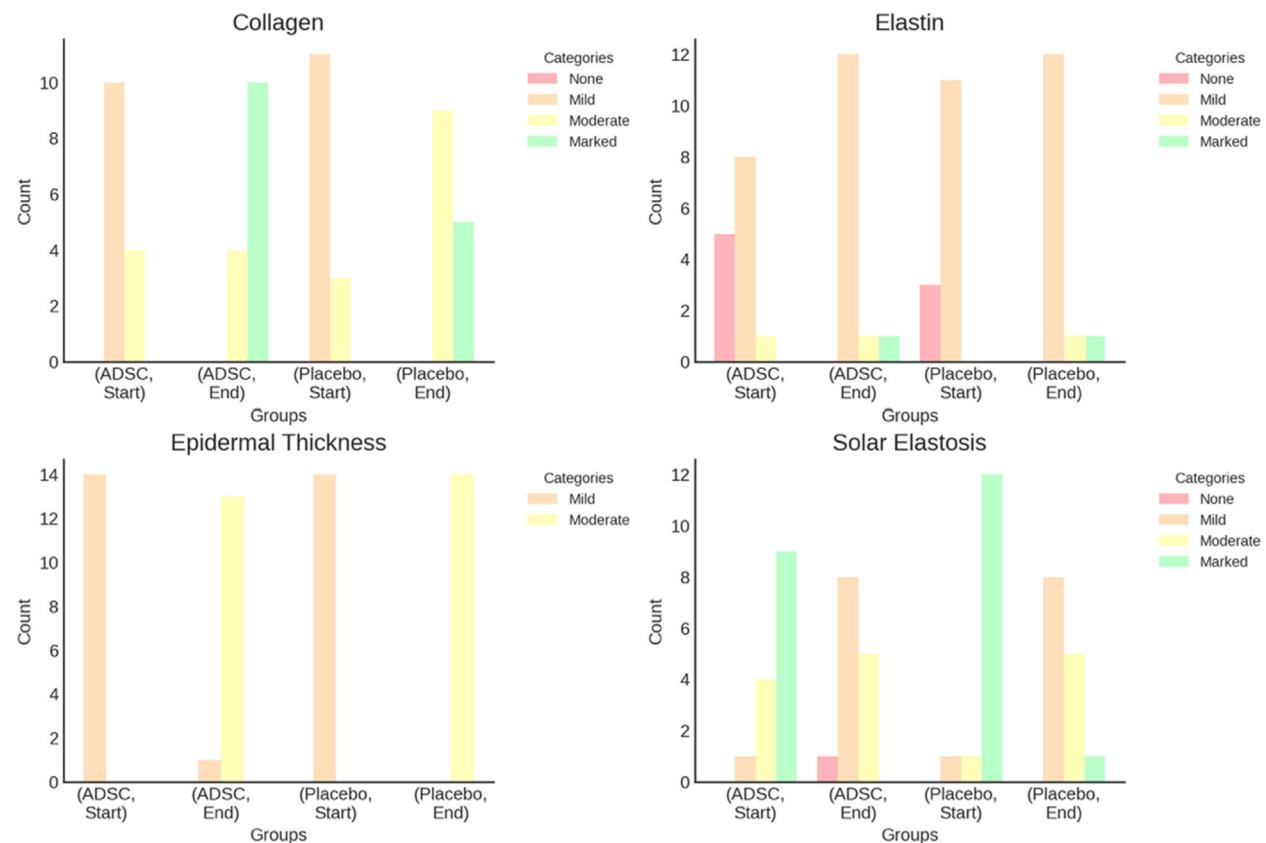 Collagen
Count
10
8
6
4
2
0
(ADSC,
Start)
(ADSC,
End)
(Placebo,
Start)
(Placebo,
End)
Groups
Categories
None
Mild
Moderate
Marked
Elastin
Count
12
10
8
6
4
2
0
(ADSC,
Start)
(ADSC,
End)
(Placebo,
Start)
(Placebo,
End)
Groups
Categories
None
Mild
Moderate
Marked
Epidermal Thickness
Count
14
12
10
8
6
4
2
0
(ADSC,
Start)
(ADSC,
End)
(Placebo,
Start)
(Placebo,
End)
Groups
Categories
Mild
Moderate
Solar Elastosis
Count
12
10
8
6
4
2
0
(ADSC,
Start)
(ADSC,
End)
(Placebo,
Start)
(Placebo,
End)
Groups
Categories
None
Mild
Moderate
Marked